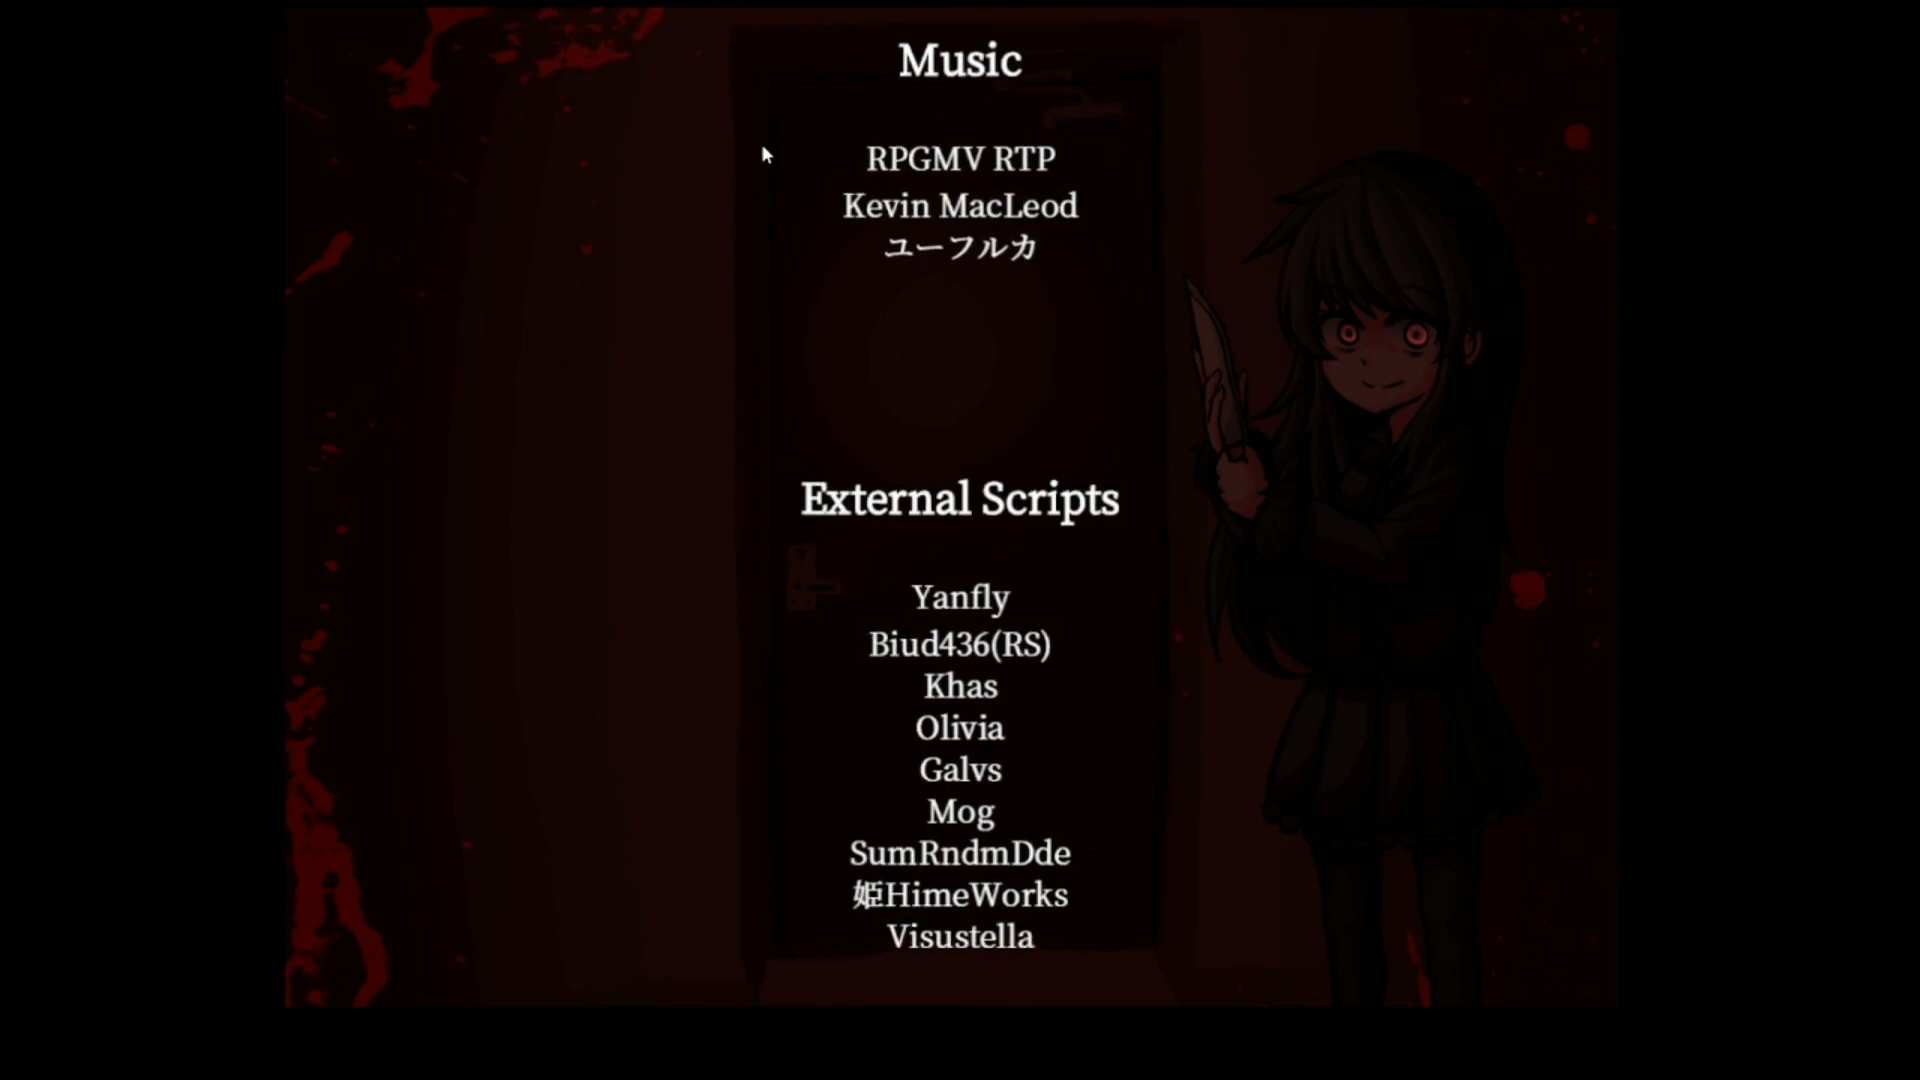 Music
RPGMV RTP
Kevin MacLeod
ユーフルカ
External Scripts
Yanfly
Biud436(RS)
Khas
Olivia
Galvs
Mog
SumRndmDde
姫HimeWorks
Visustella